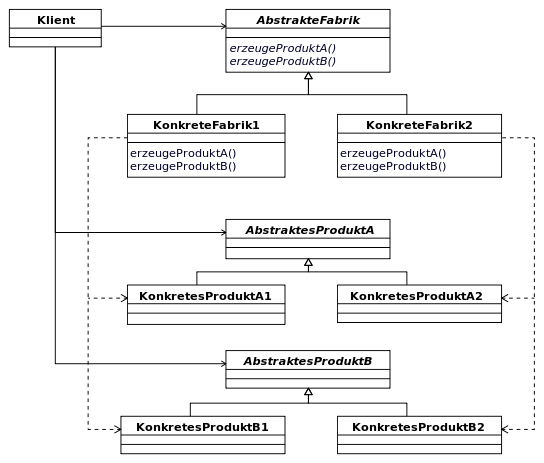 Klient
AbstrakteFabrik
erzeugeProduktA()
erzeugeProduktB()
KonkreteFabrik1
erzeugeProduktA()
erzeugeProduktB()
KonkreteFabrik2
erzeugeProduktA()
erzeugeProduktB()
AbstraktesProduktA
KonkretesProduktA1
KonkretesProduktA2
AbstraktesProduktB
KonkretesProduktB1
KonkretesProduktB2